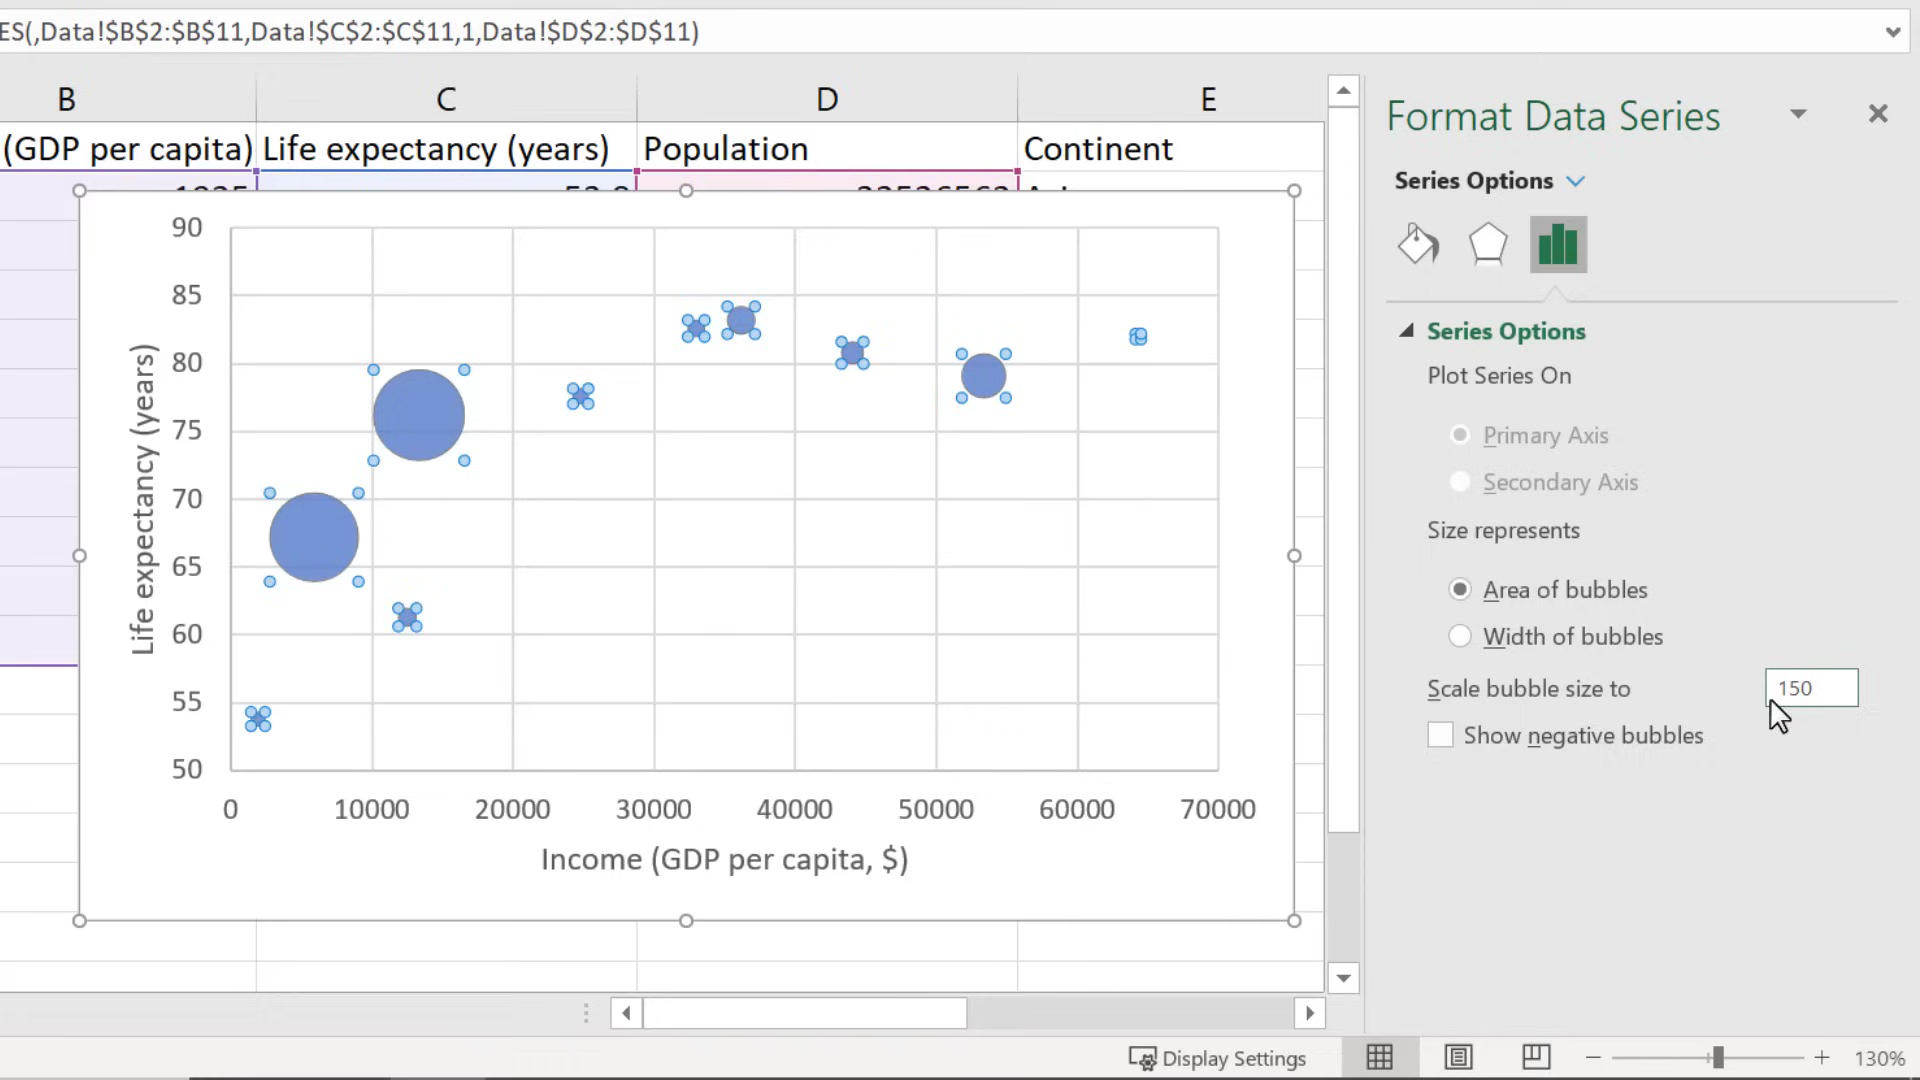 ES(,Data!$B$2:$B$11,Data!$C$2:$C$11,1,Data!$D$2:$D$11)
B C D E
(GDP per capita) Life expectancy (years) Population Continent
90
85
80
75
70
65
60
55
50
Life expectancy (years)
0 10000 20000 30000 40000 50000 60000 70000
Income (GDP per capita, $)
Format Data Series
Series Options
Series Options
Plot Series On
Primary Axis
Secondary Axis
Size represents
Area of bubbles
Width of bubbles
Scale bubble size to 150
Show negative bubbles
Display Settings 130%